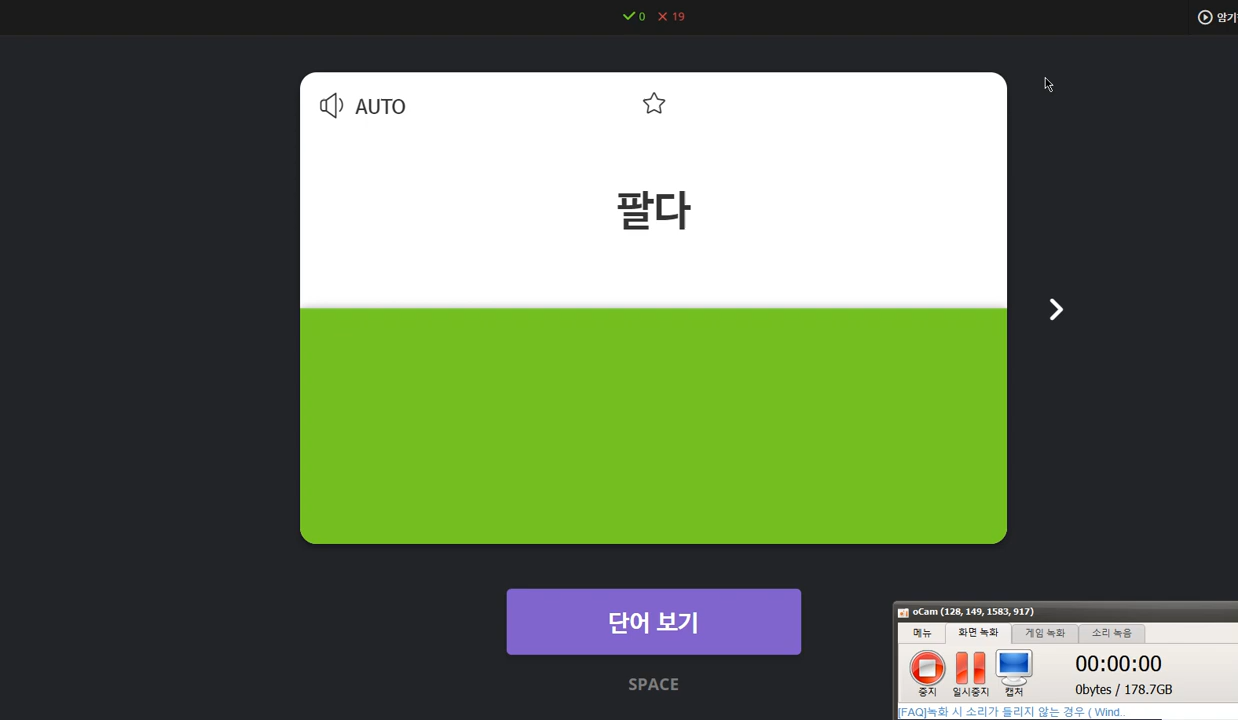 0 19
암기
AUTO
팔다
단어 보기
SPACE
oCam (128, 149, 1583, 917)
메뉴 화면 녹화 게임 녹화 소리 녹음
00:00:00
0bytes / 178.7GB
중지 일시중지 캡처
[FAQ]녹화 시 소리가 들리지 않는 경우 ( Wind..